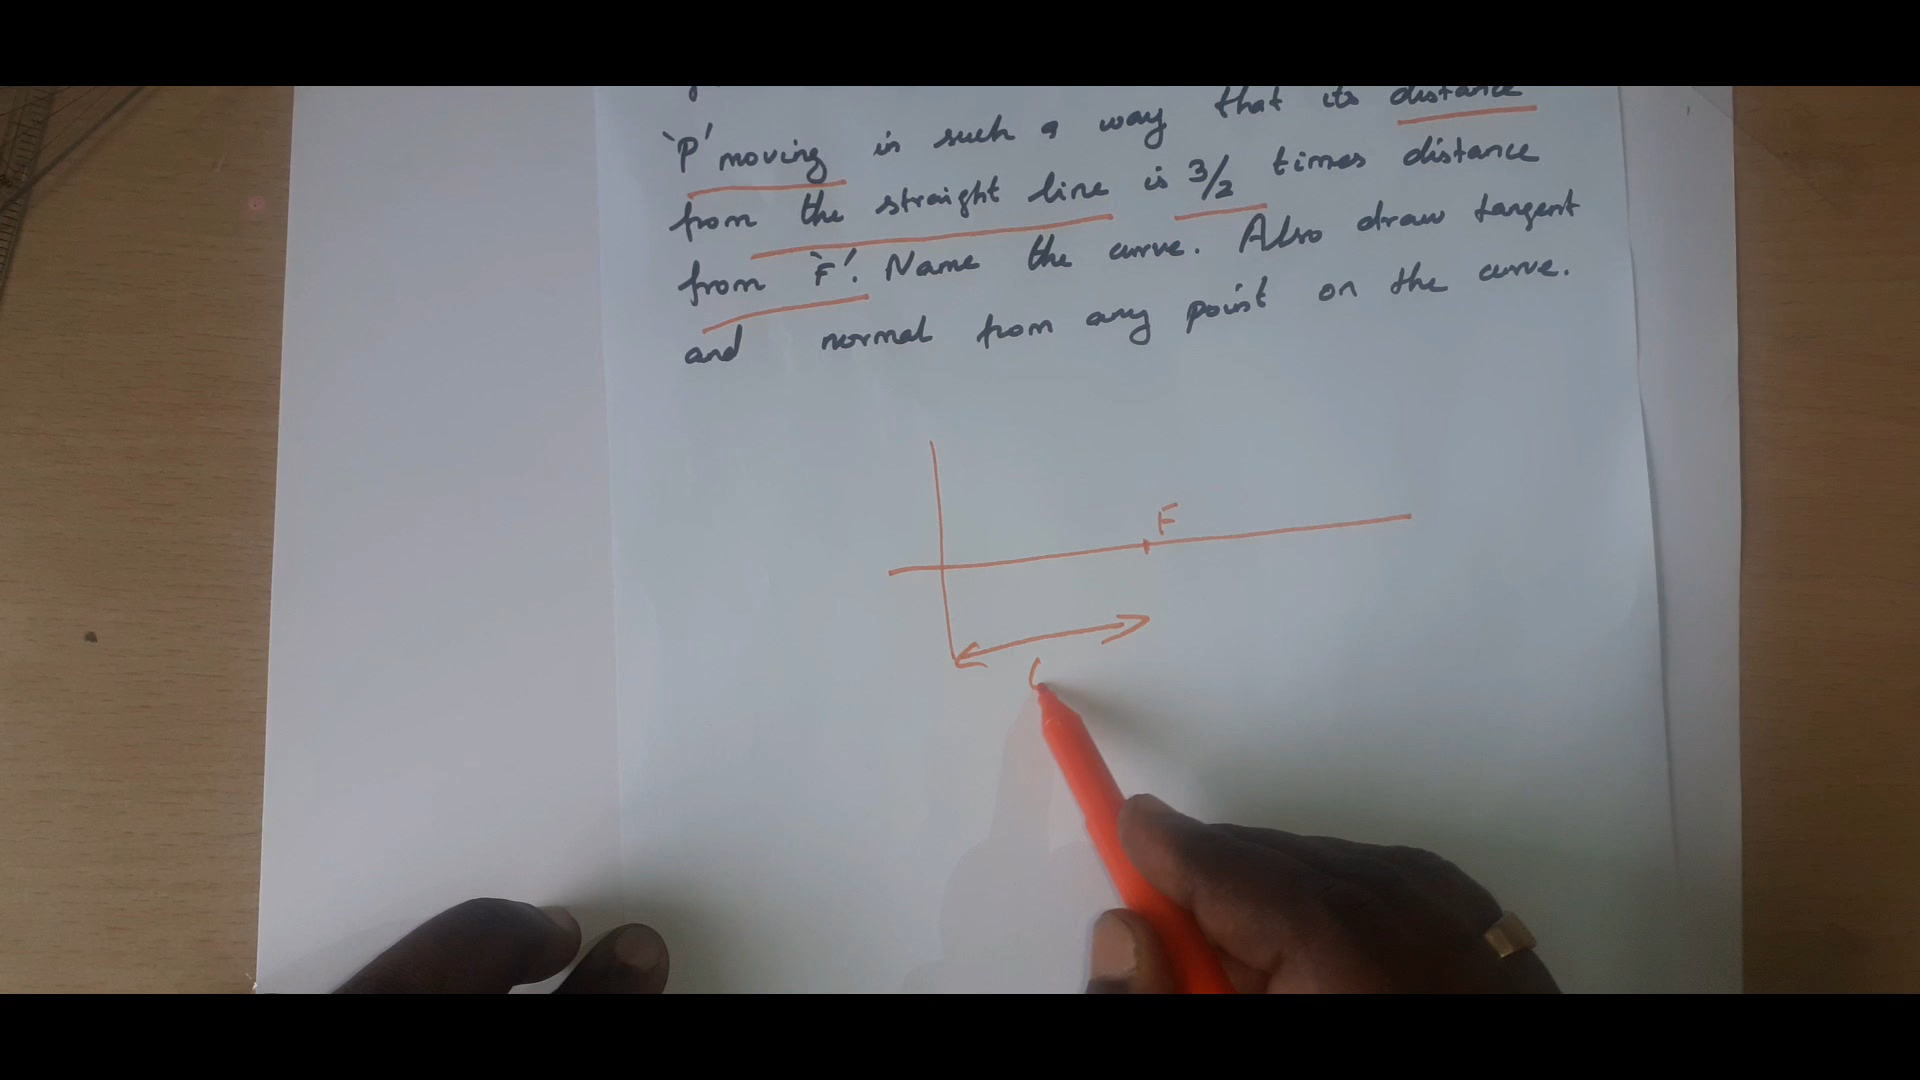 'P' moving in such a way that its distance
from the straight line is 3/2 times distance
from 'F'. Name the curve. Also draw tangent
and normal from any point on the curve.
F